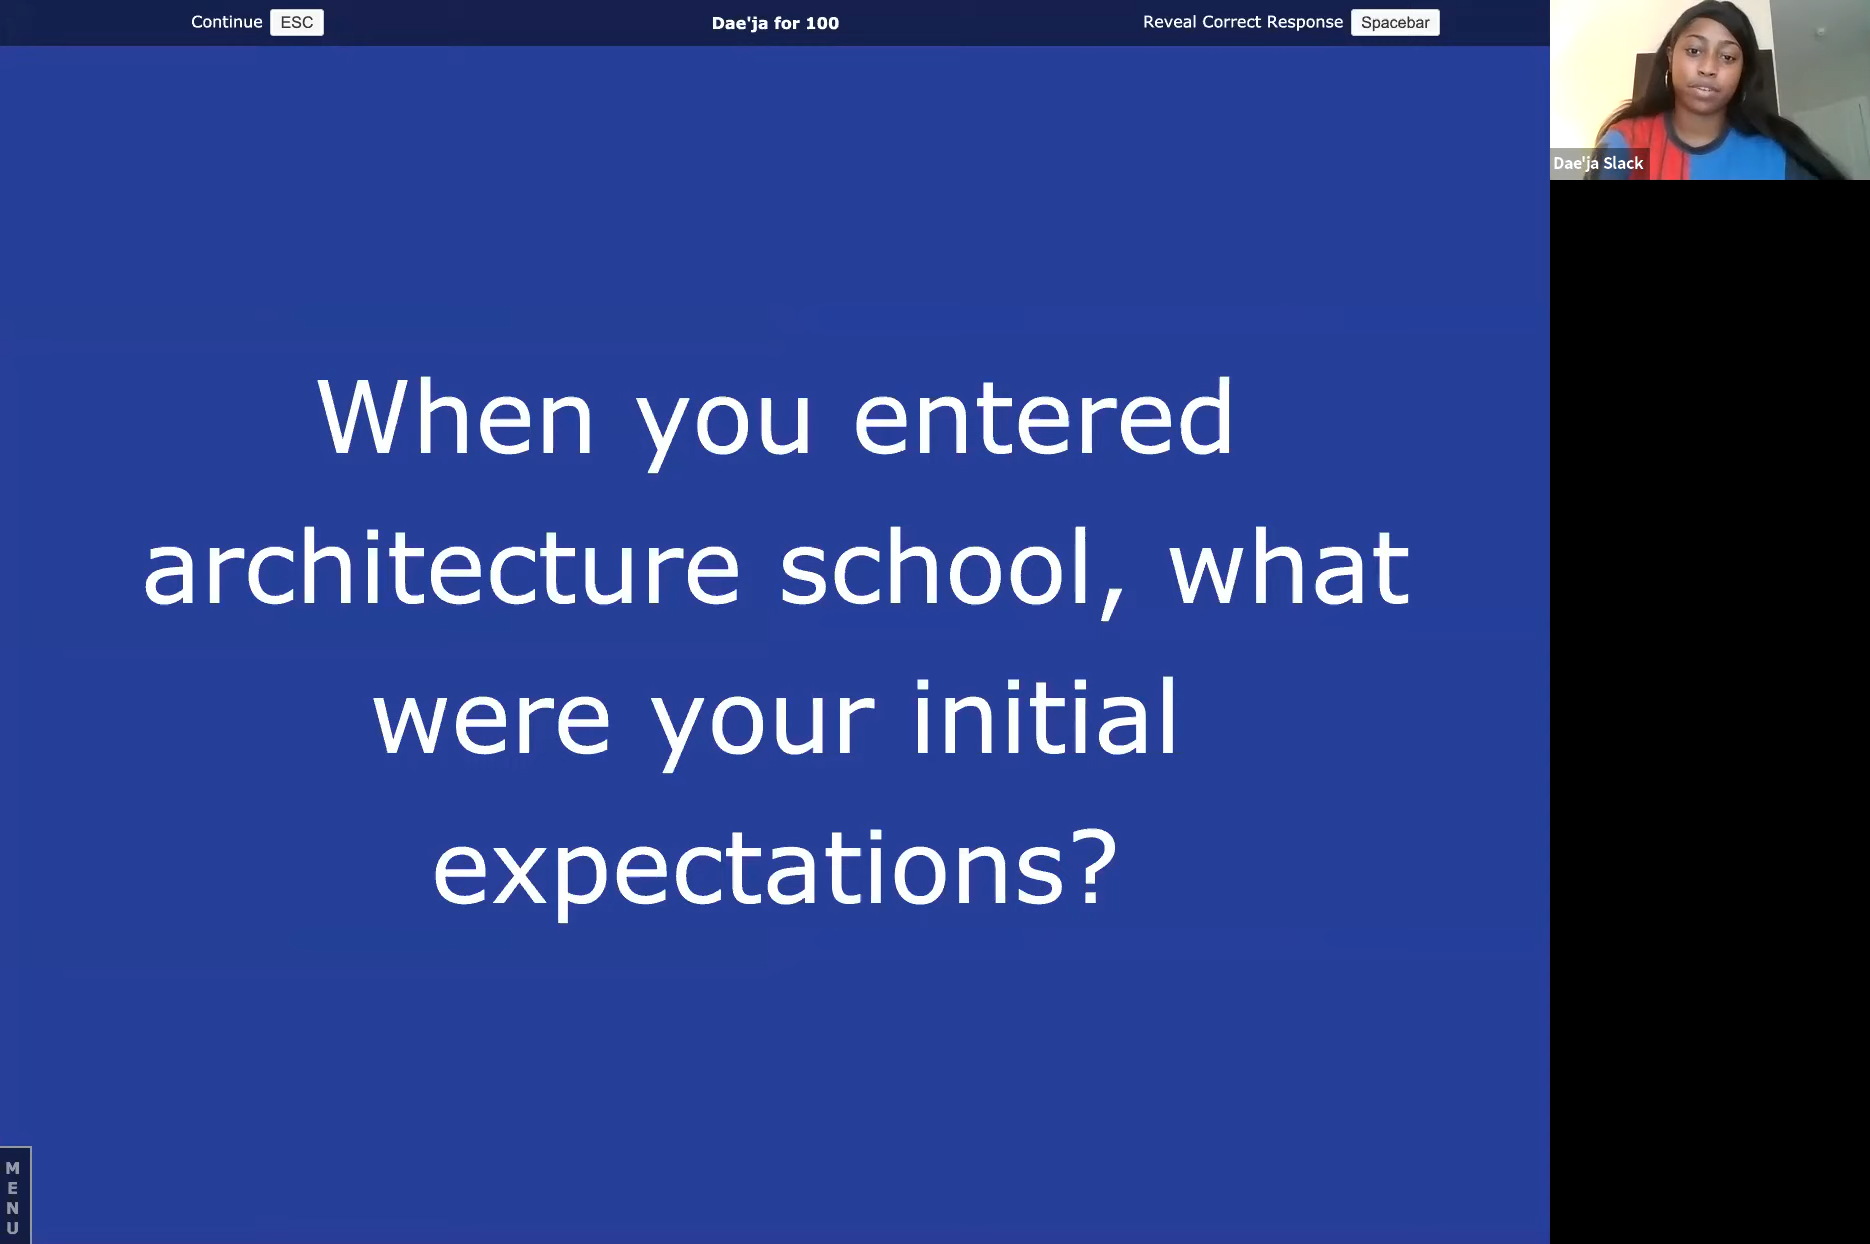 Continue ESC
Dae'ja for 100
Reveal Correct Response Spacebar
Dae'ja Slack
When you entered
architecture school, what
were your initial
expectations?
MENU